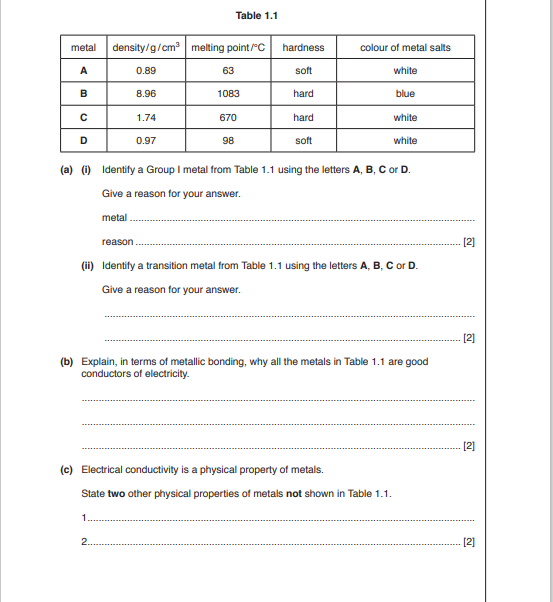 Table 1.1
metal density/g/cm³ melting point/°C hardness colour of metal salts
A 0.89 63 soft white
B 8.96 1083 hard blue
C 1.74 670 hard white
D 0.97 98 soft white
(a) (i) Identify a Group I metal from Table 1.1 using the letters A, B, C or D.
Give a reason for your answer.
metal
reason [2]
(ii) Identify a transition metal from Table 1.1 using the letters A, B, C or D.
Give a reason for your answer.
[2]
(b) Explain, in terms of metallic bonding, why all the metals in Table 1.1 are good
conductors of electricity.
[2]
(c) Electrical conductivity is a physical property of metals.
State two other physical properties of metals not shown in Table 1.1.
1
2 [2]